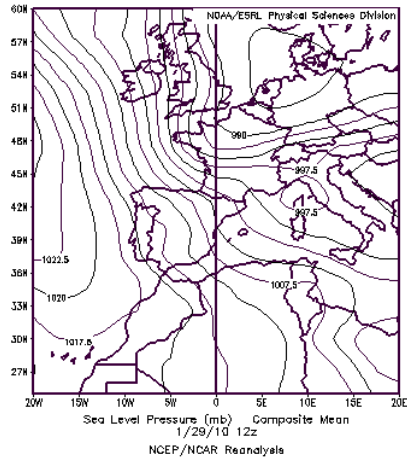 NOAA/ESRL Physical Sciences Division
60N
57N
54N
51N
48N
45N
42N
39N
36N
33N
30N
27N
990
997.5
997.5
1022.5
1020
1017.5
1007.5
20W 15W 10W 5W 0 5E 10E 15E 20E
Sea Level Pressure (mb) Composite Mean
1/29/10 12z
NCEP/NCAR Reanalysis